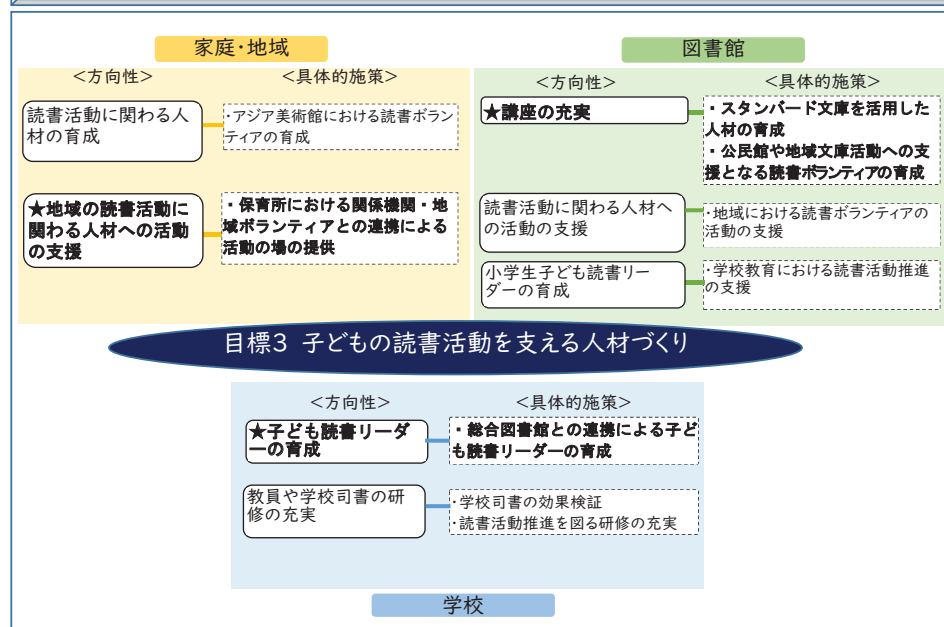 家庭・地域
<方向性>
<具体的施策>
読書活動に関わる人
材の育成
・アジア美術館における読書ボラン
ティアの育成
★地域の読書活動に
関わる人材への活動
の支援
・保育所における関係機関・地
域ボランティアとの連携による
活動の場の提供
図書館
<方向性>
<具体的施策>
★講座の充実
・スタンバード文庫を活用した
人材の育成
・公民館や地域文庫活動への支
援となる読書ボランティアの育成
読書活動に関わる人材へ
の活動の支援
・地域における読書ボランティアの
活動の支援
小学生子ども読書リー
ダーの育成
・学校教育における読書活動推進
の支援
目標3 子どもの読書活動を支える人材づくり
<方向性>
<具体的施策>
★子ども読書リーダ
ーの育成
・総合図書館との連携による子ど
も読書リーダーの育成
教員や学校司書の研
修の充実
・学校司書の効果検証
・読書活動推進を図る研修の充実
学校